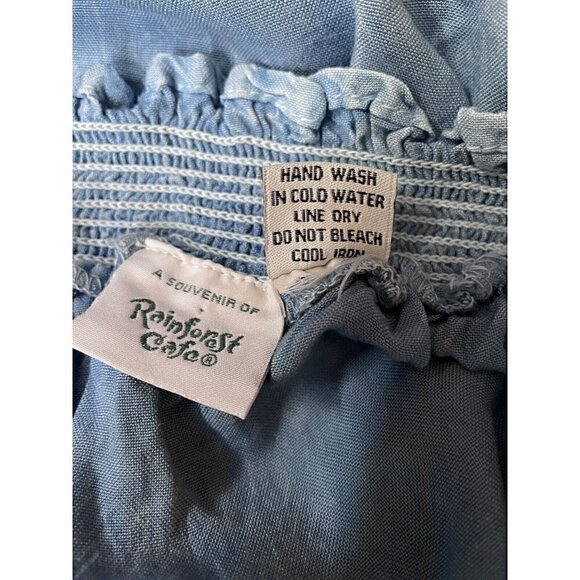 HAND WASH
IN COLD WATER
LINE DRY
DO NOT BLEACH
COOL IRON
A SOUVENIR OF
Rainforest
Cafe®